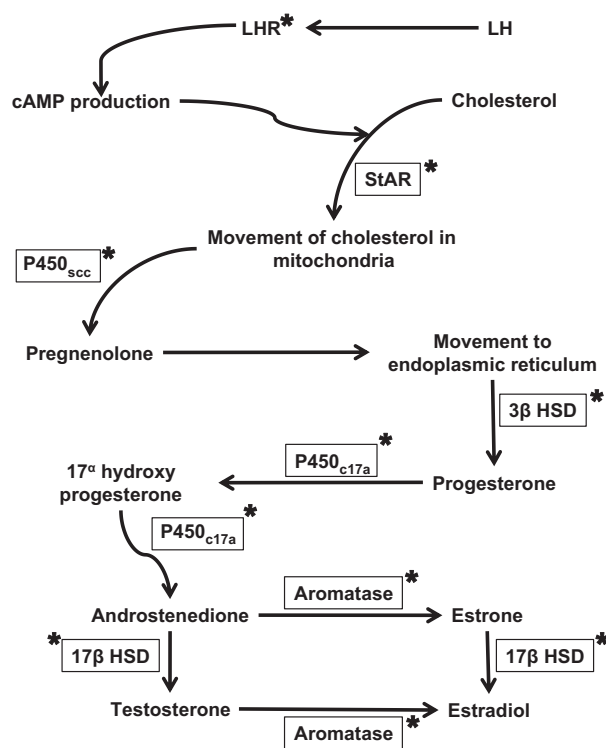 LHR* LH
cAMP production Cholesterol
StAR *
Movement of cholesterol in
mitochondria
P450scc *
Pregnenolone Movement to
endoplasmic reticulum
3β HSD *
P450c17a *
17α hydroxy
progesterone Progesterone
P450c17a *
Androstenedione Aromatase * Estrone
* 17β HSD 17β HSD *
Testosterone Aromatase * Estradiol